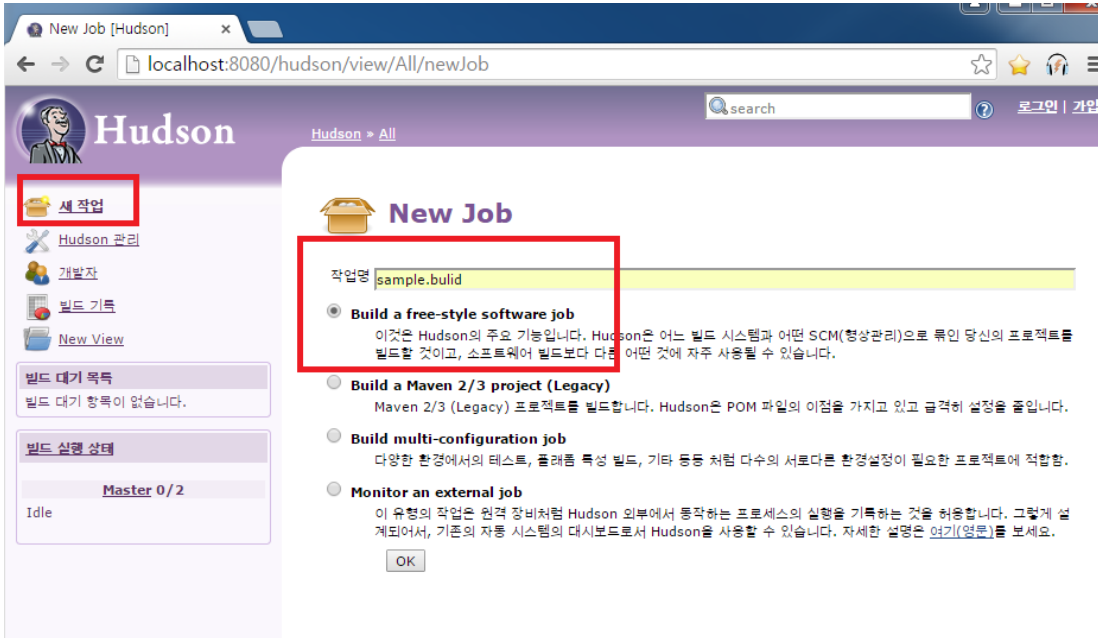 New Job [Hudson]
localhost:8080/hudson/view/All/newJob
Hudson
search
로그인 | 가입
Hudson » All
새 작업
Hudson 관리
개발자
빌드 기록
New View
빌드 대기 목록
빌드 대기 항목이 없습니다.
빌드 실행 상태
Master 0/2
Idle
New Job
작업명 sample.bulid
Build a free-style software job
이것은 Hudson의 주요 기능입니다. Hudson은 어느 빌드 시스템과 어떤 SCM(형상관리)으로 묶인 당신의 프로젝트를
빌드할 것이고, 소프트웨어 빌드보다 다른 어떤 것에 자주 사용될 수 있습니다.
Build a Maven 2/3 project (Legacy)
Maven 2/3 (Legacy) 프로젝트를 빌드합니다. Hudson은 POM 파일의 이점을 가지고 있고 급격히 설정을 줄입니다.
Build multi-configuration job
다양한 환경에서의 테스트, 플래폼 특성 빌드, 기타 등등 처럼 다수의 서로다른 환경설정이 필요한 프로젝트에 적합함.
Monitor an external job
이 유형의 작업은 원격 장비처럼 Hudson 외부에서 동작하는 프로세스의 실행을 기록하는 것을 허용합니다. 그렇게 설
계되어서, 기존의 자동 시스템의 대시보드로서 Hudson을 사용할 수 있습니다. 자세한 설명은 여기(영문)를 보세요.
OK